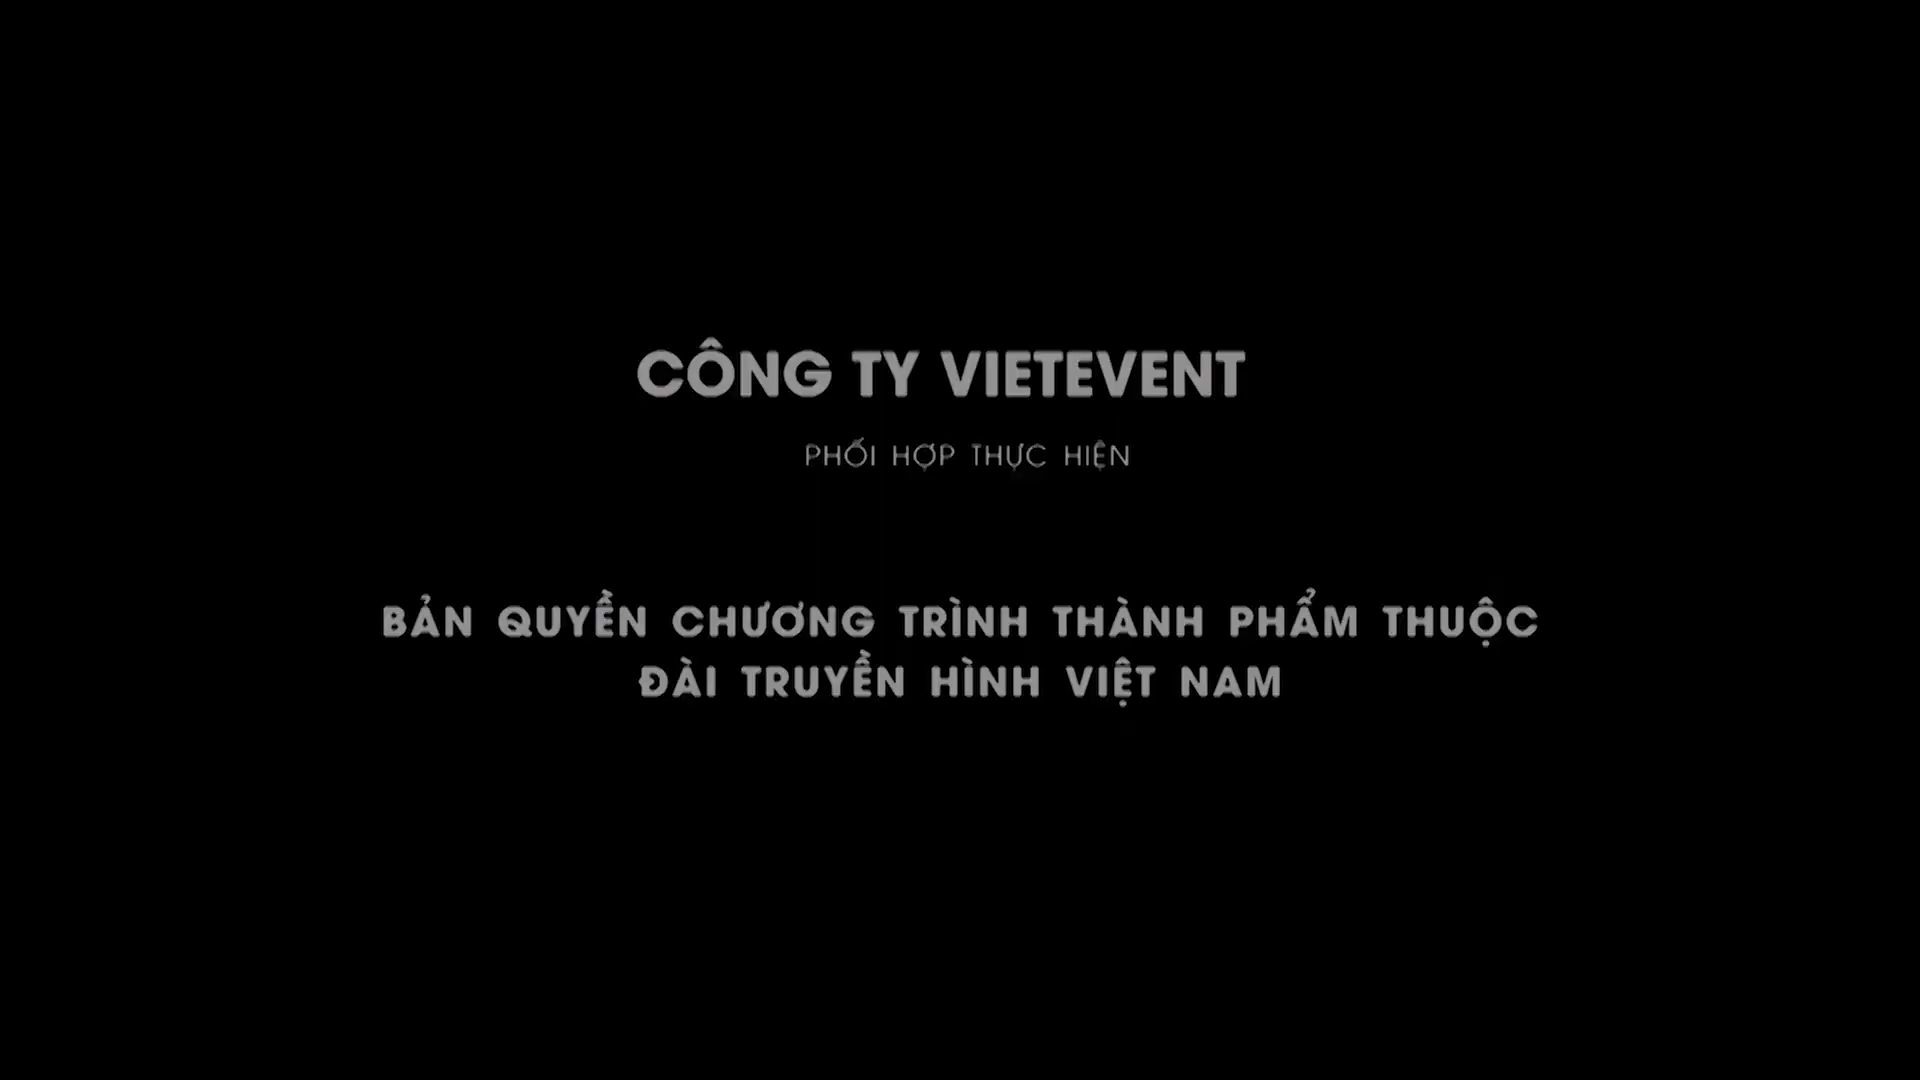 CÔNG TY VIETEVENT
PHỐI HỢP THỰC HIỆN
BẢN QUYỀN CHƯƠNG TRÌNH THÀNH PHẨM THUỘC
ĐÀI TRUYỀN HÌNH VIỆT NAM